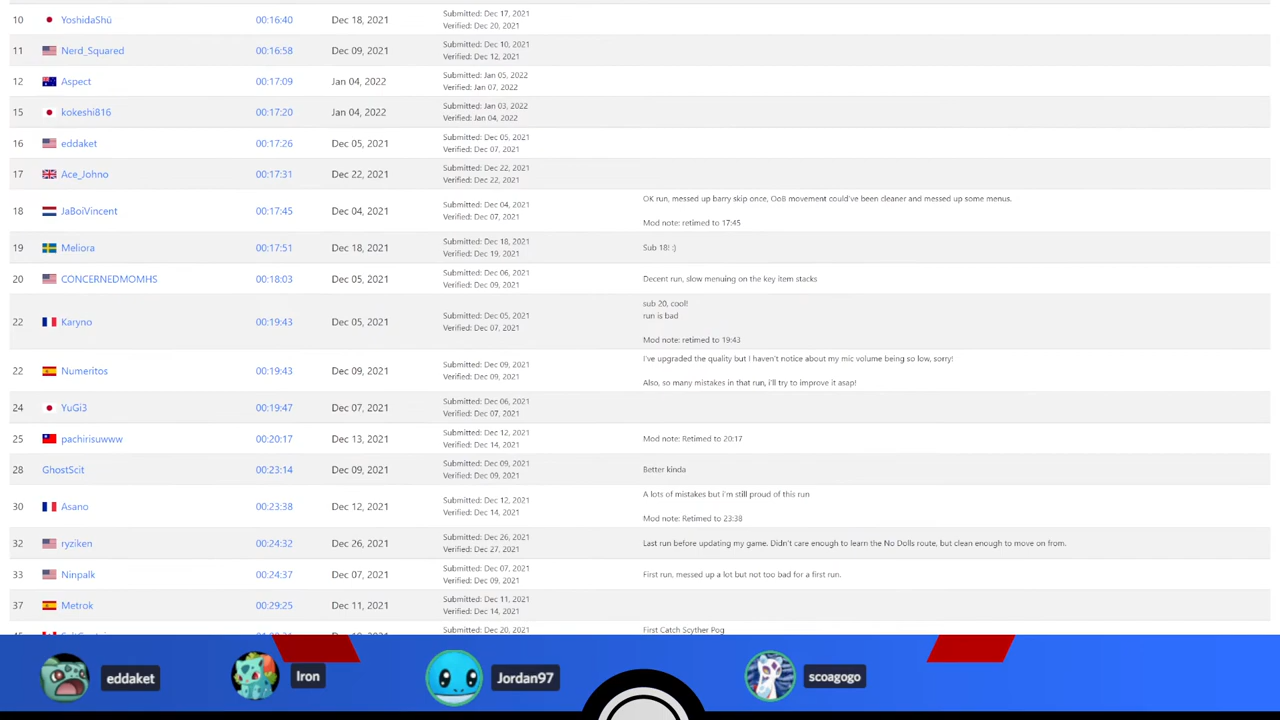 10 YoshidaShú 00:16:40 Dec 18, 2021 Submitted: Dec 17, 2021
Verified: Dec 20, 2021
11 Nerd_Squared 00:16:58 Dec 09, 2021 Submitted: Dec 10, 2021
Verified: Dec 12, 2021
12 Aspect 00:17:09 Jan 04, 2022 Submitted: Jan 05, 2022
Verified: Jan 07, 2022
15 kokeshi816 00:17:20 Jan 04, 2022 Submitted: Jan 03, 2022
Verified: Jan 04, 2022
16 eddaket 00:17:26 Dec 05, 2021 Submitted: Dec 05, 2021
Verified: Dec 07, 2021
17 Ace_Johno 00:17:31 Dec 22, 2021 Submitted: Dec 22, 2021
Verified: Dec 22, 2021
18 JaBoiVincent 00:17:45 Dec 04, 2021 Submitted: Dec 04, 2021
Verified: Dec 07, 2021
OK run, messed up barry skip once, OoB movement could've been cleaner and messed up some menus.
Mod note: retimed to 17:45
19 Meliora 00:17:51 Dec 18, 2021 Submitted: Dec 18, 2021
Verified: Dec 19, 2021
Sub 18! :)
20 CONCERNEDMOMHS 00:18:03 Dec 05, 2021 Submitted: Dec 06, 2021
Verified: Dec 09, 2021
Decent run, slow menuing on the key item stacks
22 Karyno 00:19:43 Dec 05, 2021 Submitted: Dec 05, 2021
Verified: Dec 07, 2021
sub 20, cool!
run is bad
Mod note: retimed to 19:43
22 Numeritos 00:19:43 Dec 09, 2021 Submitted: Dec 09, 2021
Verified: Dec 09, 2021
I've upgraded the quality but I haven't notice about my mic volume being so low, sorry!
Also, so many mistakes in that run, i'll try to improve it asap!
24 YuGi3 00:19:47 Dec 07, 2021 Submitted: Dec 06, 2021
Verified: Dec 07, 2021
25 pachirisuwww 00:20:17 Dec 13, 2021 Submitted: Dec 12, 2021
Verified: Dec 14, 2021
Mod note: Retimed to 20:17
28 GhostScit 00:23:14 Dec 09, 2021 Submitted: Dec 09, 2021
Verified: Dec 09, 2021
Better kinda
30 Asano 00:23:38 Dec 12, 2021 Submitted: Dec 12, 2021
Verified: Dec 14, 2021
A lots of mistakes but i'm still proud of this run
Mod note: Retimed to 23:38
32 ryziken 00:24:32 Dec 26, 2021 Submitted: Dec 26, 2021
Verified: Dec 27, 2021
Last run before updating my game. Didn't care enough to learn the No Dolls route, but clean enough to move on from.
33 Ninpalk 00:24:37 Dec 07, 2021 Submitted: Dec 07, 2021
Verified: Dec 09, 2021
First run, messed up a lot but not too bad for a first run.
37 Metrok 00:29:25 Dec 11, 2021 Submitted: Dec 11, 2021
Verified: Dec 14, 2021
Submitted: Dec 20, 2021
First Catch Scyther Pog
eddaket Iron Jordan97 scoagogo